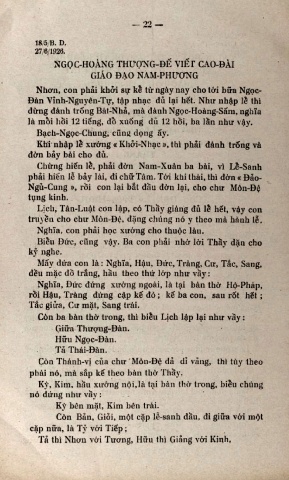 — 22 —
18/5/B. D.
27/6/1926.
NGỌC-HOÀNG THƯỢNG-ĐẾ VIẾT CAO-ĐÀI
GIÁO ĐẠO NAM-PHƯƠNG
Nhơn, con phải khởi sự kể từ ngày nay cho tới hữu Ngọc-
Đàn Vĩnh-Nguyên-Tự, tập nhạc đủ lại hết. Như nhập lễ thì
đừng đánh trống Bát-Nhã, mà đánh Ngọc-Hoàng-Sấm, nghĩa
là mỗi hồi 12 tiếng, đổ xuống đủ 12 hồi, ba lần như vậy.
Bạch-Ngọc-Chung, cũng dọng ấy.
Khi nhập lễ xướng « Khởi-Nhạc », thì phải đánh trống và
đờn bảy bài cho đủ.
Chừng hiến lễ, phải đờn Nam-Xuân ba bài, vì Lễ-Sanh
phải hiến lễ bảy lái, đi chữ Tâm. Tới khi thài, thì đờn « Đảo-
Ngũ-Cung », rồi con lại bắt đầu đờn lại, cho chư Môn-Đệ
tụng kinh.
Lịch, Tân-Luật con lập, có Thầy giáng đủ lễ hết, vậy con
truyền cho chư Môn-Đệ, đặng chúng nó y theo mà hành lễ.
Nghĩa, con phải học xướng cho thuộc làu.
Biểu Đức, cũng vậy. Ba con phải nhớ lời Thầy dặn cho
kỹ nghe.
Mấy đứa con là : Nghĩa, Hậu, Đức, Tràng, Cư, Tắc, Sang,
đều mặc đồ trắng, hầu theo thứ lớp như vầy :
Nghĩa, Đức đứng xướng ngoài, là tại bàn thờ Hộ-Pháp,
rồi Hậu, Tràng đứng cặp kế đó ; kế ba con, sau rốt hết ;
Tắc giữa, Cư mặt, Sang trái.
Còn ba bàn thờ trong, thì biểu Lịch lập lại như vầy :
Giữa Thượng-Đàn.
Hữu Ngọc-Đàn.
Tả Thái-Đàn.
Còn Thánh-vị của chư Môn-Đệ đã di vảng, thì tùy theo
phái nó, mà sắp kế theo bàn thờ Thầy.
Kỳ, Kim, hầu xướng nội, là tại bàn thờ trong, biểu chúng
nó đứng như vầy :
Kỳ bên mặt, Kim bên trái.
Còn Bản, Giỏi, một cặp lễ-sanh đầu, đi giữa với một
cặp nữa, là Tỷ với Tiếp ;
Tả thì Nhơn với Tương, Hữu thì Giảng với Kinh.